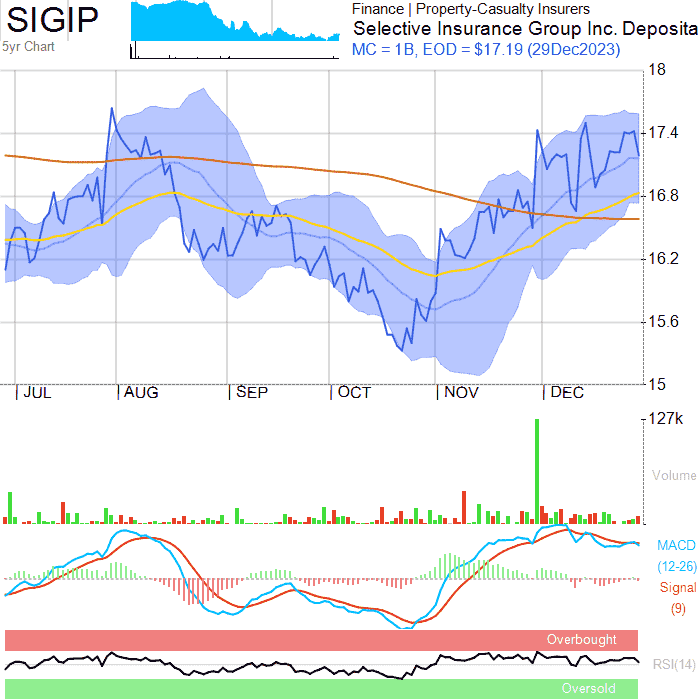 SIGIP
5yr Chart
Finance | Property-Casualty Insurers
Selective Insurance Group Inc. Deposita
MC = 1B, EOD = $17.19 (29Dec2023)
18
17.4
16.8
16.2
15.6
15
JUL AUG SEP OCT NOV DEC
127k
Volume
MACD
(12-26)
Signal
(9)
Overbought
RSI(14)
Oversold